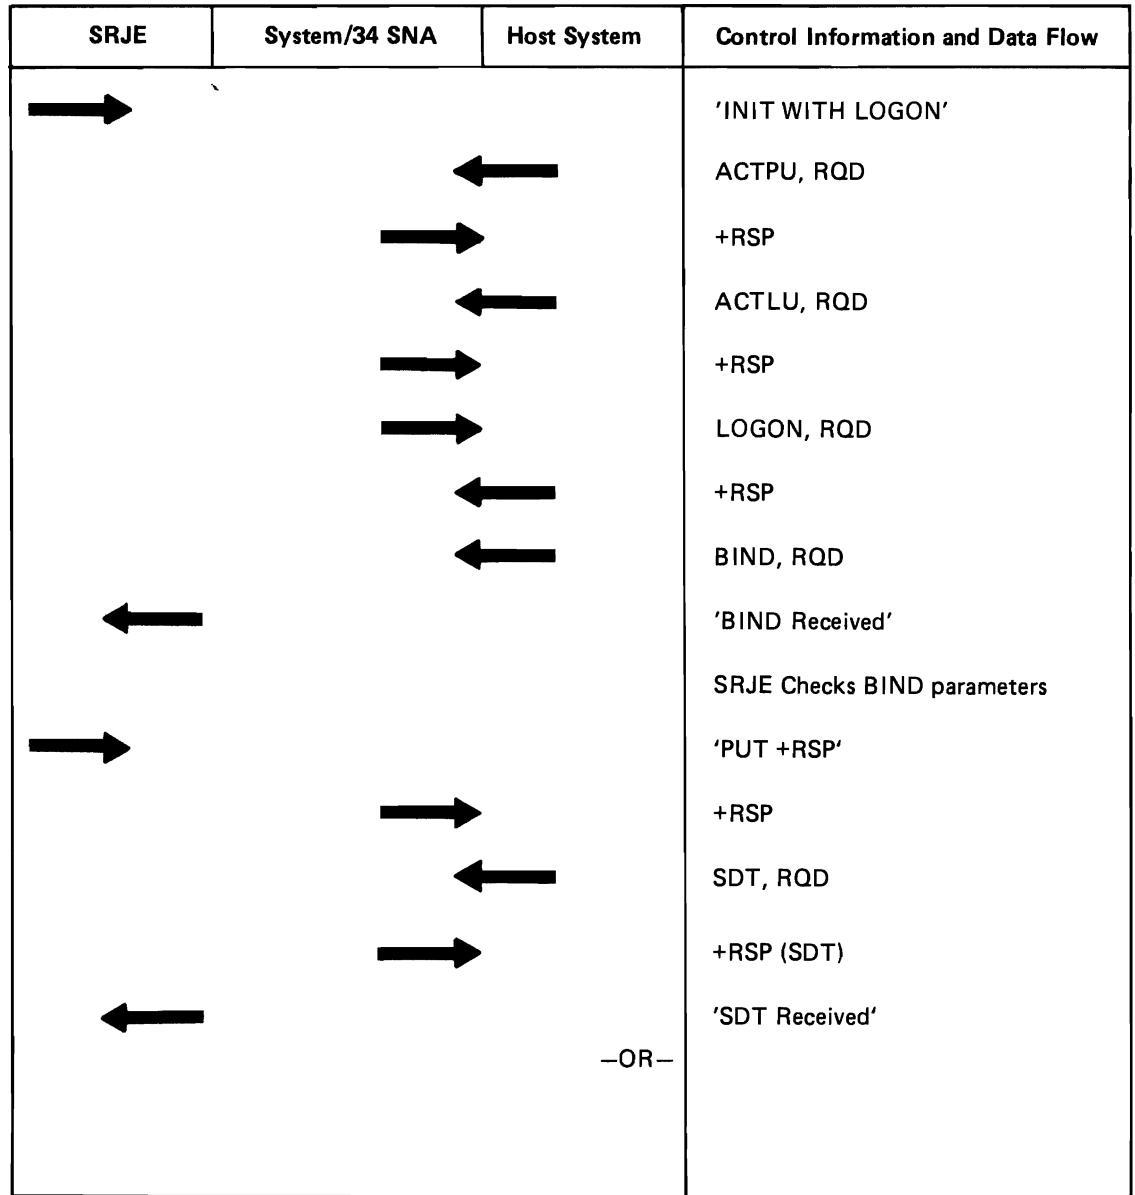 SRJE System/34 SNA Host System Control Information and Data Flow
'INIT WITH LOGON'
ACTPU, RQD
+RSP
ACTLU, RQD
+RSP
LOGON, RQD
+RSP
BIND, RQD
'BIND Received'
SRJE Checks BIND parameters
'PUT +RSP'
+RSP
SDT, RQD
+RSP (SDT)
'SDT Received'
—OR—